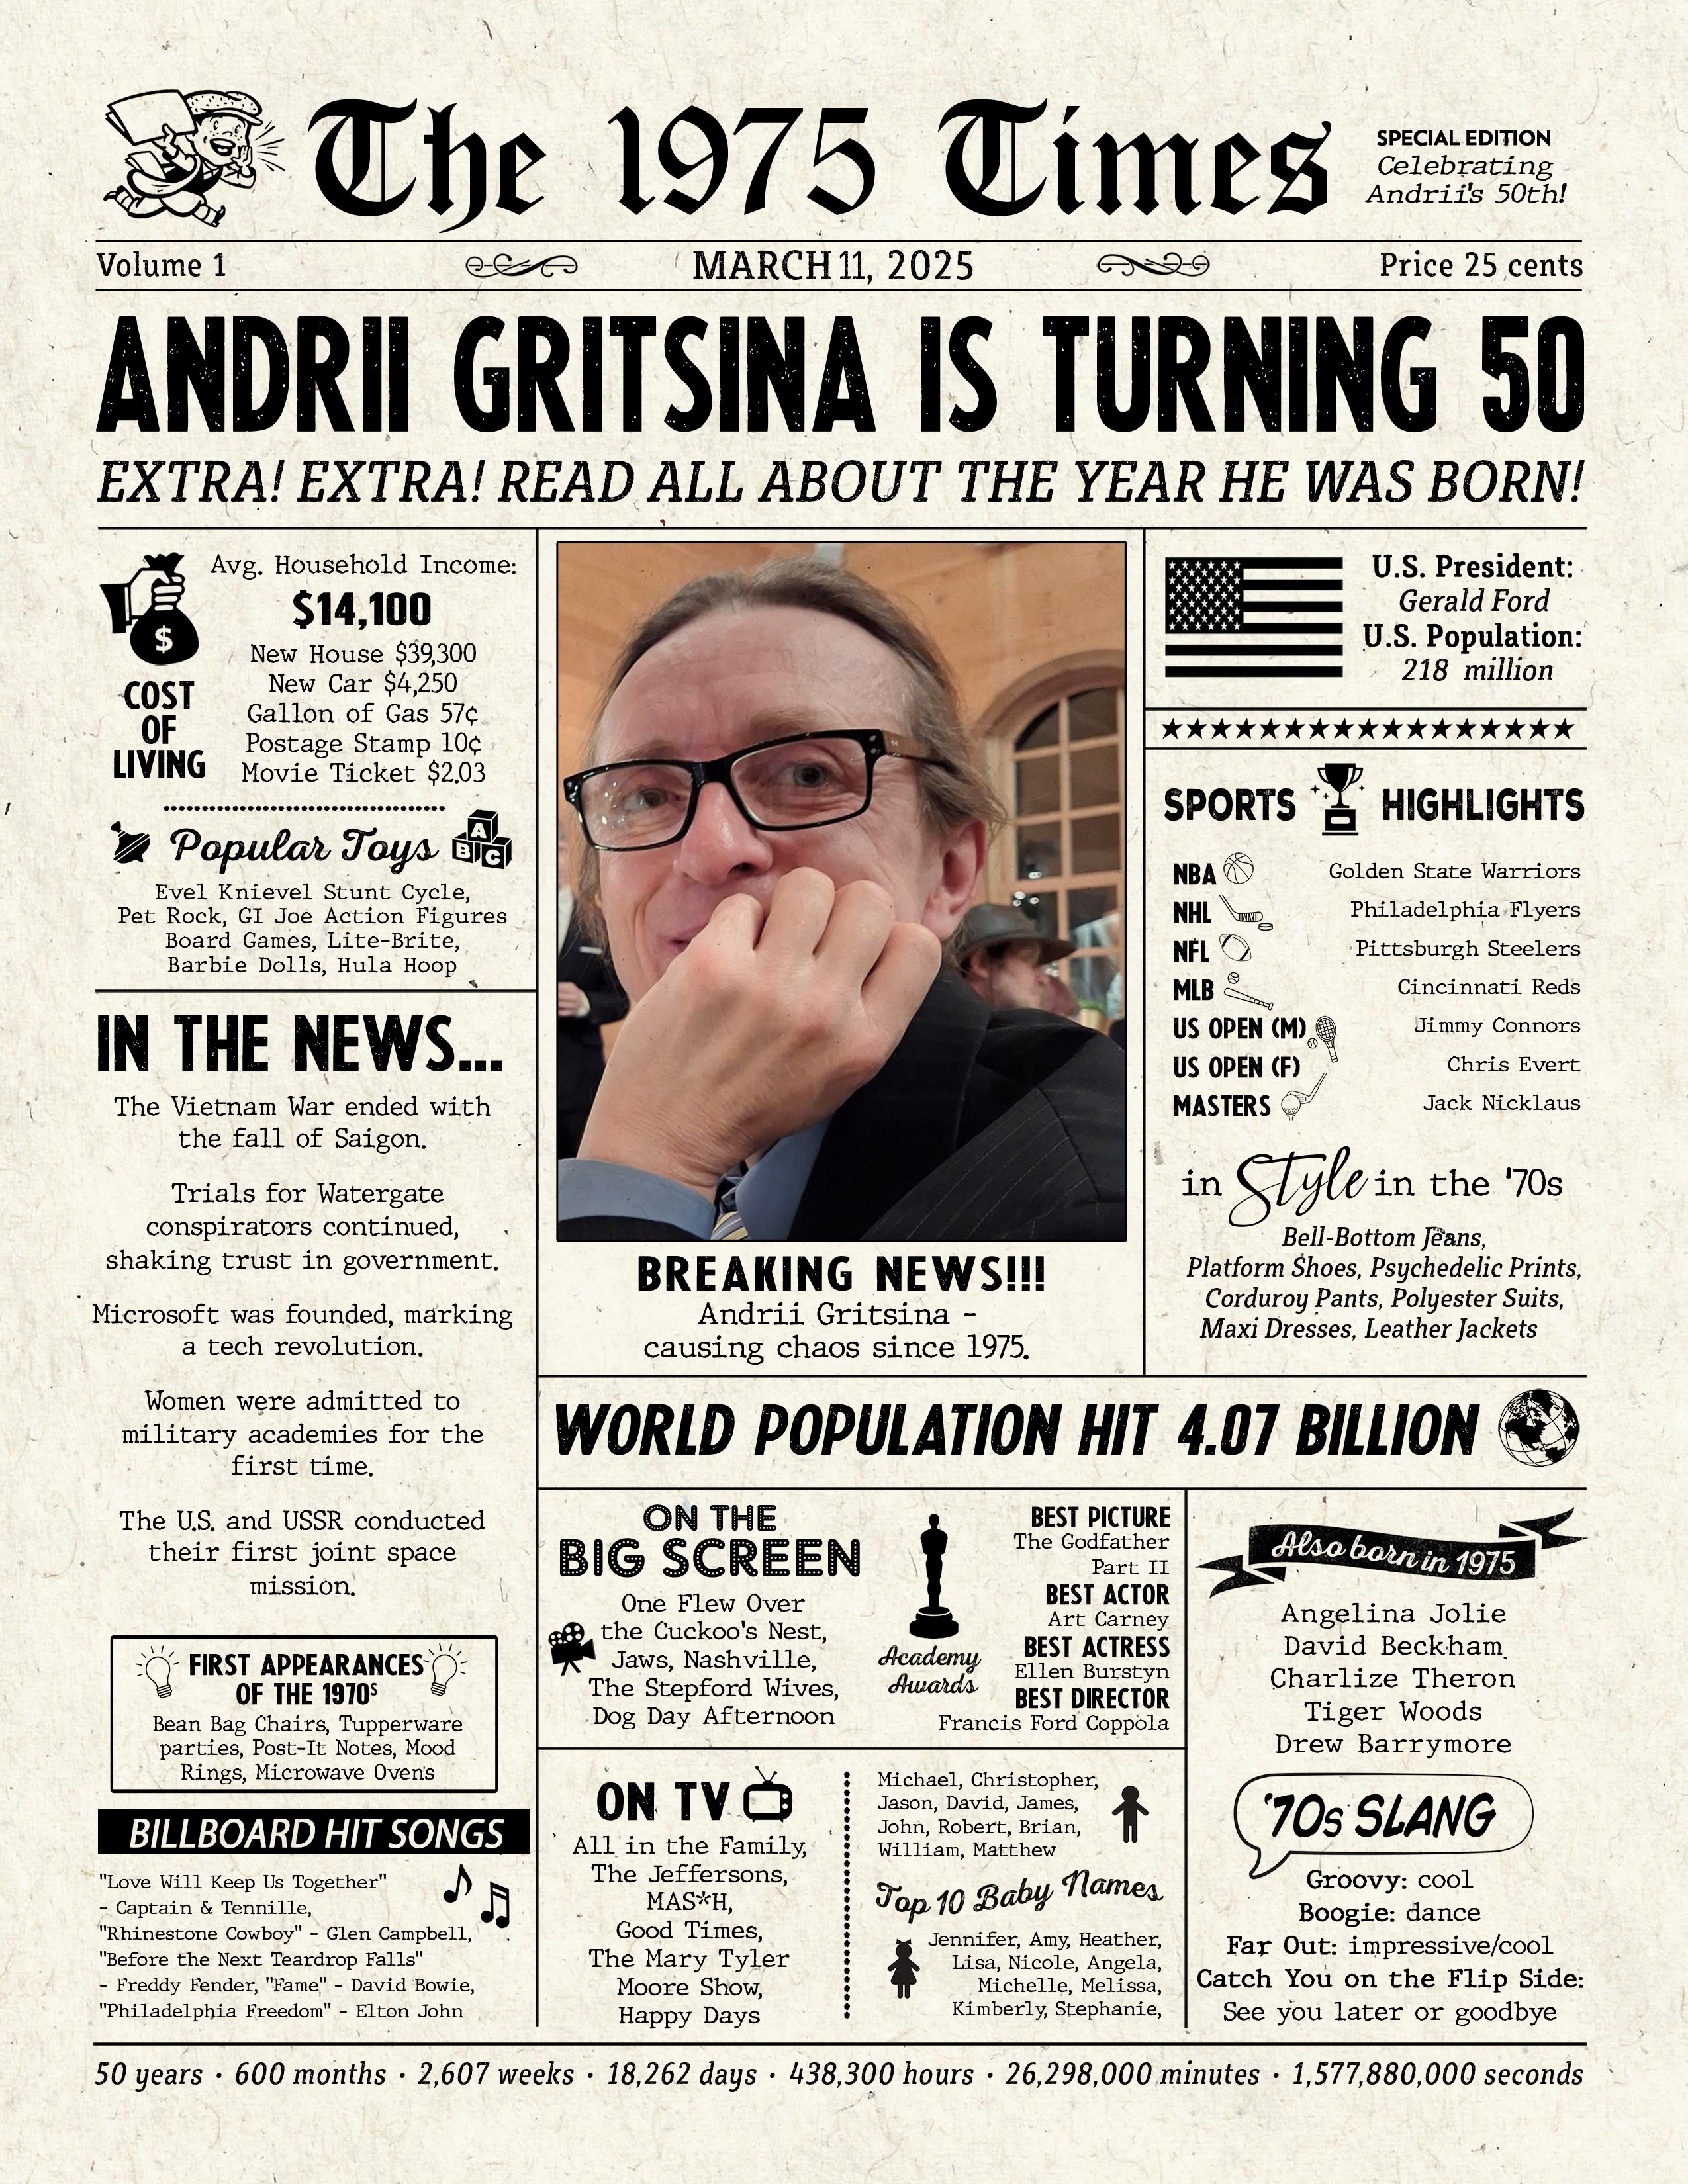 The 1975 Times
SPECIAL EDITION
Celebrating
Andrii's 50th!
Volume 1
MARCH 11, 2025
Price 25 cents
ANDRII GRITSINA IS TURNING 50
EXTRA! EXTRA! READ ALL ABOUT THE YEAR HE WAS BORN!
$
COST
OF
LIVING
Avg. Household Income:
$14,100
New House $39,300
New Car $4,250
Gallon of Gas 57¢
Postage Stamp 10¢
Movie Ticket $2.03
Popular Toys
A
B
C
Evel Knievel Stunt Cycle,
Pet Rock, GI Joe Action Figures
Board Games, Lite-Brite,
Barbie Dolls, Hula Hoop
IN THE NEWS...
The Vietnam War ended with
the fall of Saigon.
Trials for Watergate
conspirators continued,
shaking trust in government.
Microsoft was founded, marking
a tech revolution.
Women were admitted to
military academies for the
first time.
The U.S. and USSR conducted
their first joint space
mission.
FIRST APPEARANCES
OF THE 1970s
Bean Bag Chairs, Tupperware
parties, Post-It Notes, Mood
Rings, Microwave Ovens
BILLBOARD HIT SONGS
"Love Will Keep Us Together"
- Captain & Tennille,
"Rhinestone Cowboy" - Glen Campbell,
"Before the Next Teardrop Falls"
- Freddy Fender, "Fame" - David Bowie,
"Philadelphia Freedom" - Elton John
BREAKING NEWS!!!
Andrii Gritsina -
causing chaos since 1975.
U.S. President:
Gerald Ford
U.S. Population:
218 million
SPORTS HIGHLIGHTS
NBA Golden State Warriors
NHL Philadelphia Flyers
NFL Pittsburgh Steelers
MLB Cincinnati Reds
US OPEN (M) Jimmy Connors
US OPEN (F) Chris Evert
MASTERS Jack Nicklaus
in Style in the '70s
Bell-Bottom Jeans,
Platform Shoes, Psychedelic Prints,
Corduroy Pants, Polyester Suits,
Maxi Dresses, Leather Jackets
WORLD POPULATION HIT 4.07 BILLION
ON THE
BIG SCREEN
One Flew Over
the Cuckoo's Nest,
Jaws, Nashville,
The Stepford Wives,
Dog Day Afternoon
Academy
Awards
BEST PICTURE
The Godfather
Part II
BEST ACTOR
Art Carney
BEST ACTRESS
Ellen Burstyn
BEST DIRECTOR
Francis Ford Coppola
ON TV
All in the Family,
The Jeffersons,
MAS*H,
Good Times,
The Mary Tyler
Moore Show,
Happy Days
Michael, Christopher,
Jason, David, James,
John, Robert, Brian,
William, Matthew
Top 10 Baby Names
Jennifer, Amy, Heather,
Lisa, Nicole, Angela,
Michelle, Melissa,
Kimberly, Stephanie,
Also born in 1975
Angelina Jolie
David Beckham
Charlize Theron
Tiger Woods
Drew Barrymore
'70s SLANG
Groovy: cool
Boogie: dance
Far Out: impressive/cool
Catch You on the Flip Side:
See you later or goodbye
50 years · 600 months · 2,607 weeks · 18,262 days · 438,300 hours · 26,298,000 minutes · 1,577,880,000 seconds